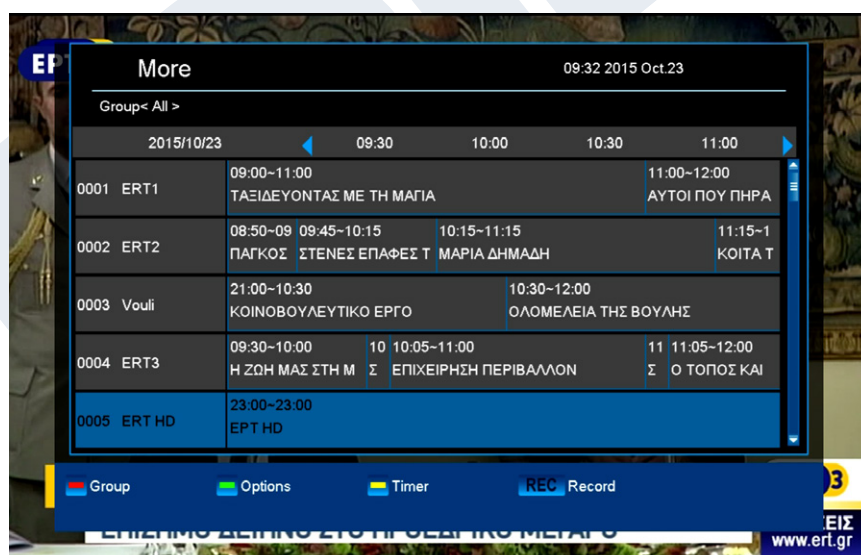 More
09:32 2015 Oct.23
Group< All >
2015/10/23 09:30 10:00 10:30 11:00
0001 ERT1
09:00~11:00
ΤΑΞΙΔΕΥΟΝΤΑΣ ΜΕ ΤΗ ΜΑΓΙΑ
11:00~12:00
ΑΥΤΟΙ ΠΟΥ ΠΗΡΑ
0002 ERT2
08:50~09
ΠΑΓΚΟΣ
09:45~10:15
ΣΤΕΝΕΣ ΕΠΑΦΕΣ Τ
10:15~11:15
ΜΑΡΙΑ ΔΗΜΑΔΗ
11:15~1
ΚΟΙΤΑ Τ
0003 Vouli
21:00~10:30
ΚΟΙΝΟΒΟΥΛΕΥΤΙΚΟ ΕΡΓΟ
10:30~12:00
ΟΛΟΜΕΛΕΙΑ ΤΗΣ ΒΟΥΛΗΣ
0004 ERT3
09:30~10:00
Η ΖΩΗ ΜΑΣ ΣΤΗ Μ
10
Σ
10:05~11:00
ΕΠΙΧΕΙΡΗΣΗ ΠΕΡΙΒΑΛΛΟΝ
11
Σ
11:05~12:00
Ο ΤΟΠΟΣ ΚΑΙ
0005 ERT HD
23:00~23:00
ΕΡΤ HD
Group Options Timer REC Record
3
ΕΙΣ
www.ert.gr